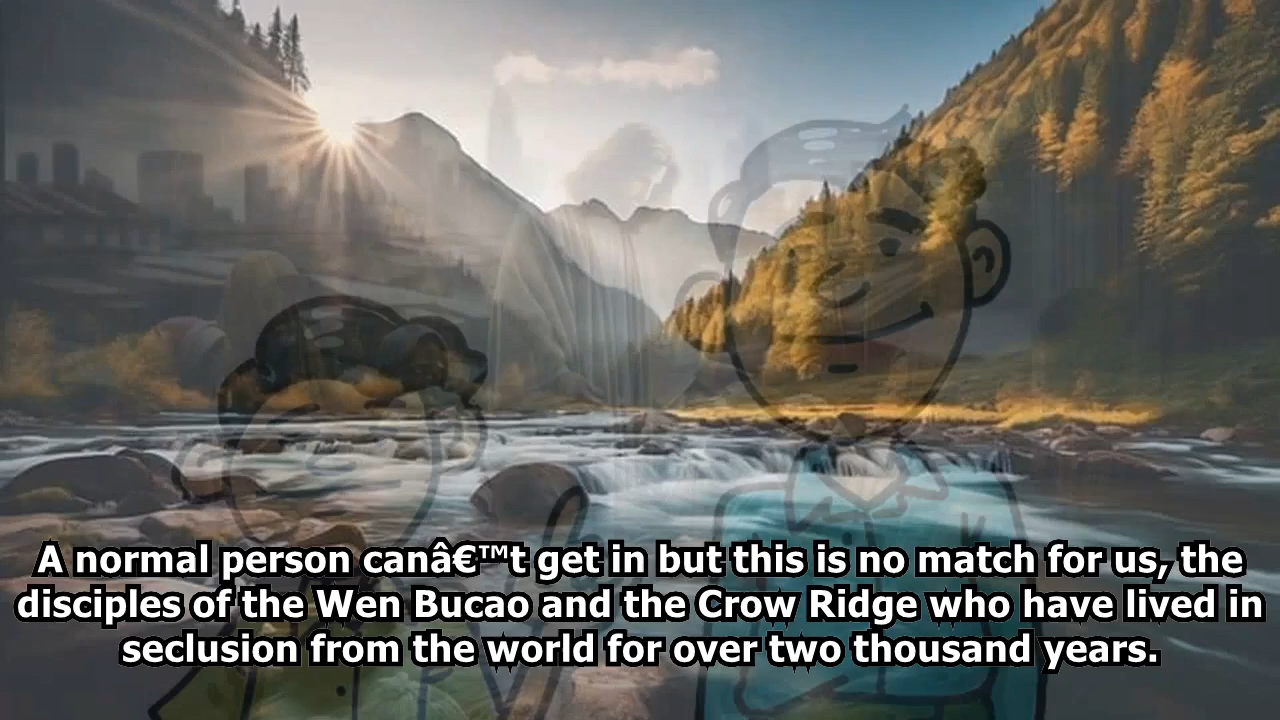 A normal person canâ€™t get in but this is no match for us, the
disciples of the Wen Bucao and the Crow Ridge who have lived in
seclusion from the world for over two thousand years.